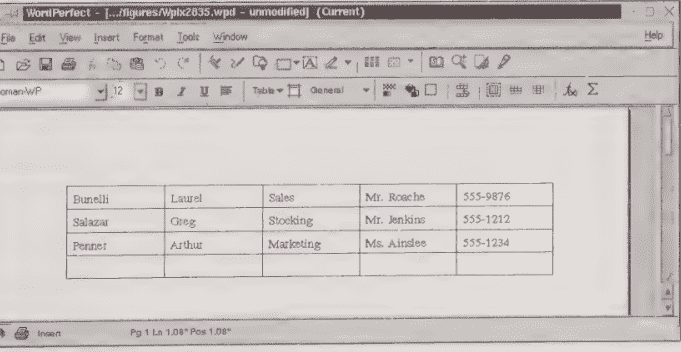 WordPerfect - [.../figures/Wplx2835.wpd - unmodified] (Current)
File Edit View Insert Format Tools Window Help
oman-WP 12 B I U Table General
Bunelli Laurel Sales Mr. Roache 555-9876
Salazar Greg Stocking Mr. Jenkins 555-1212
Penner Arthur Marketing Ms. Ainslee 555-1234
Insert Pg 1 Ln 1.08" Pos 1.08"